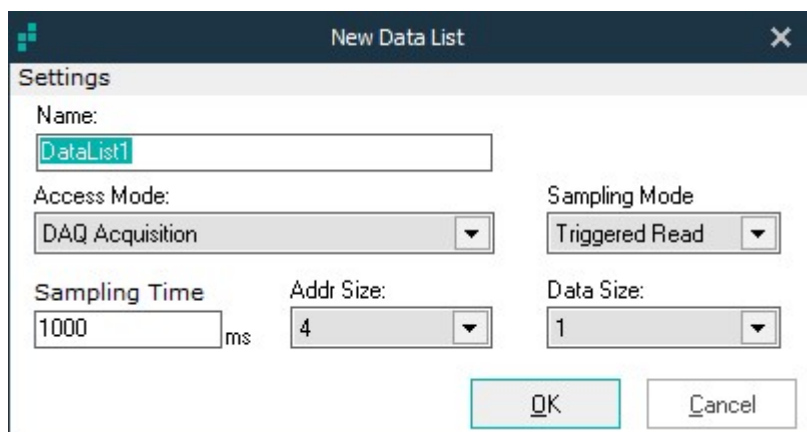 New Data List
Settings
Name:
DataList1
Access Mode:
Sampling Mode
DAQ Acquisition
Triggered Read
Sampling Time
Addr Size:
Data Size:
1000
ms
4
1
OK
Cancel